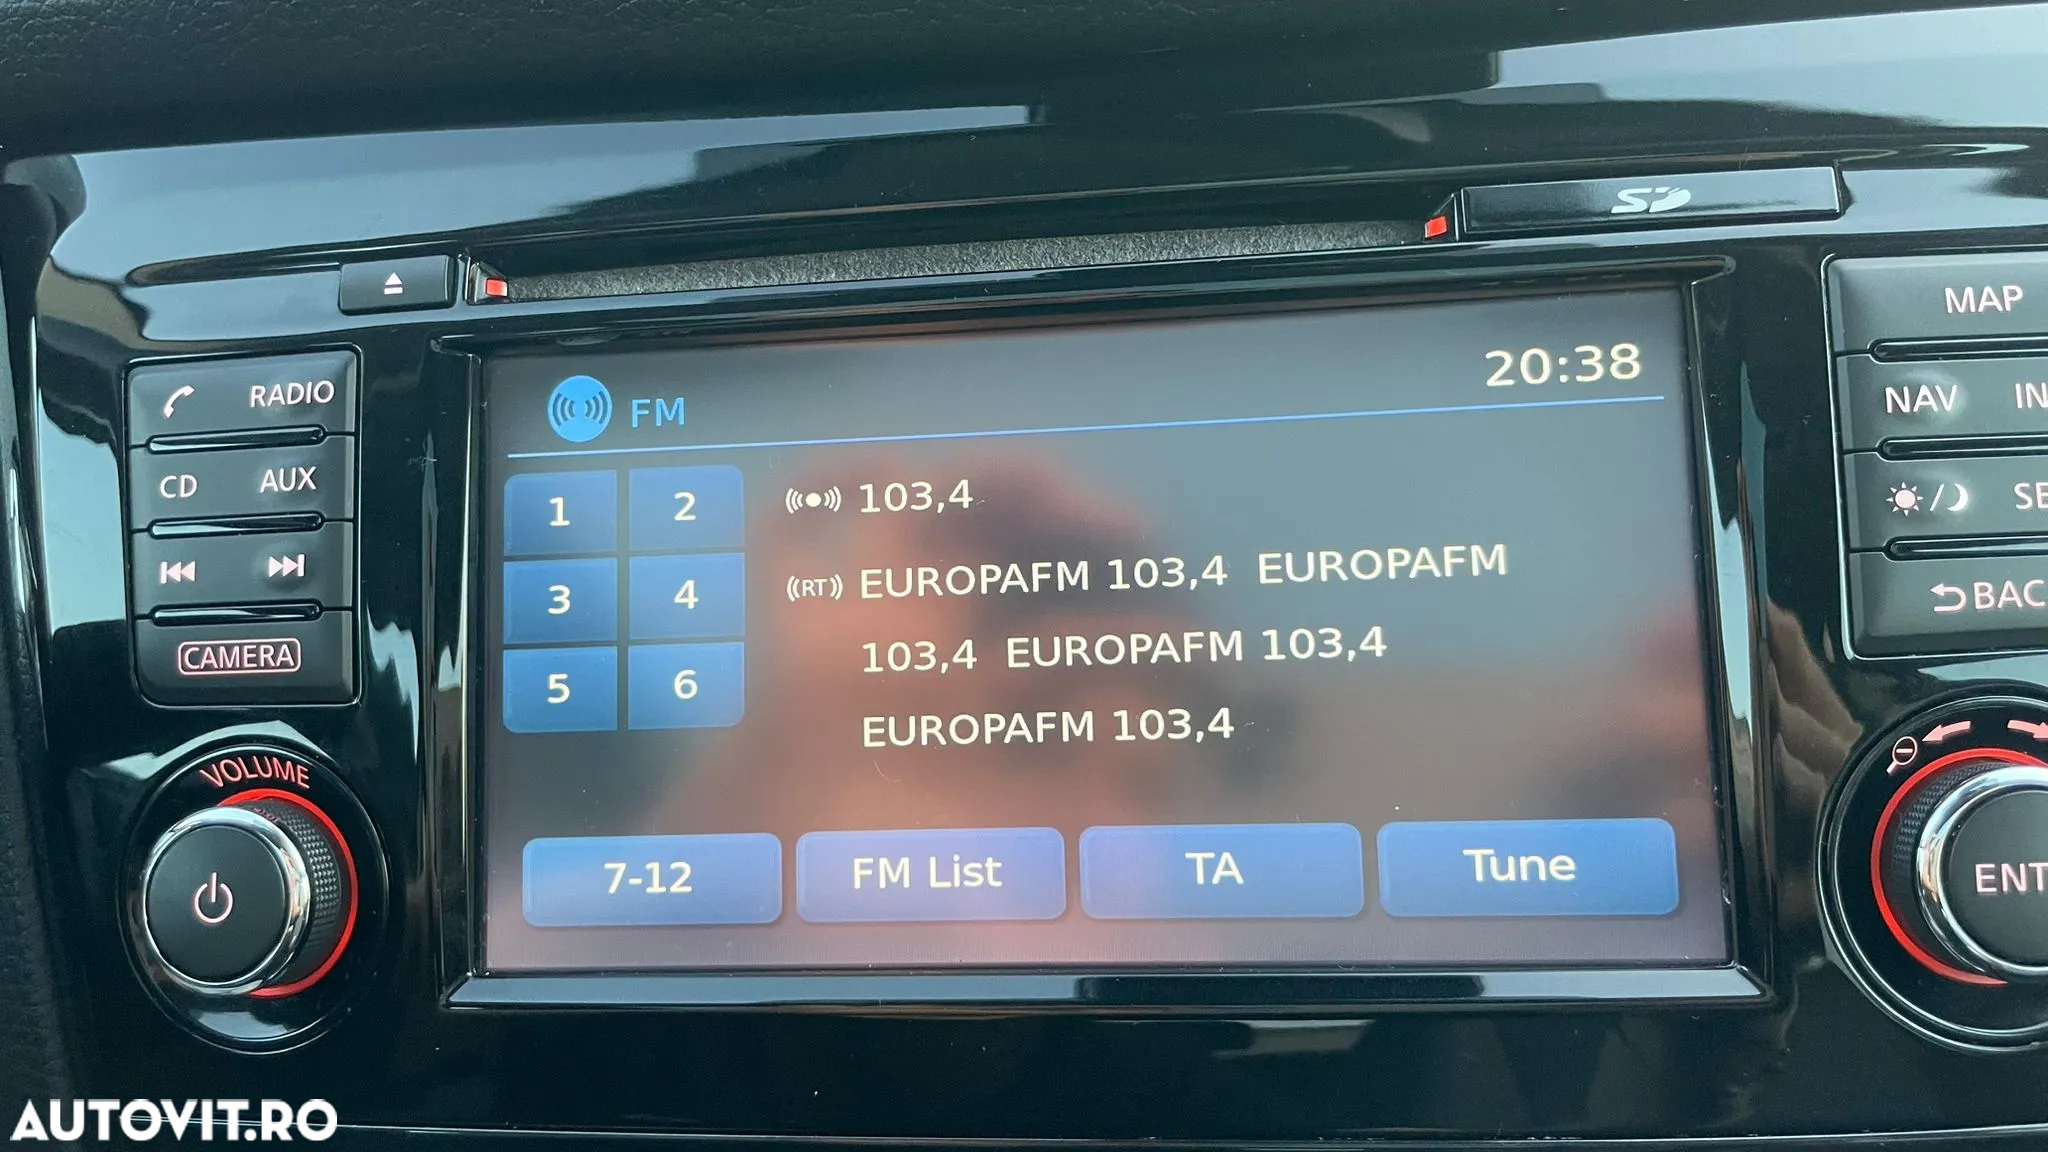 SD
MAP
RADIO
NAV
CD AUX
CAMERA
BAC
VOLUME
ENT
FM
20:38
1 2
103,4
3 4
((RT)) EUROPAFM 103,4 EUROPAFM
103,4 EUROPAFM 103,4
5 6
EUROPAFM 103,4
7-12 FM List TA Tune
AUTOVIT.RO